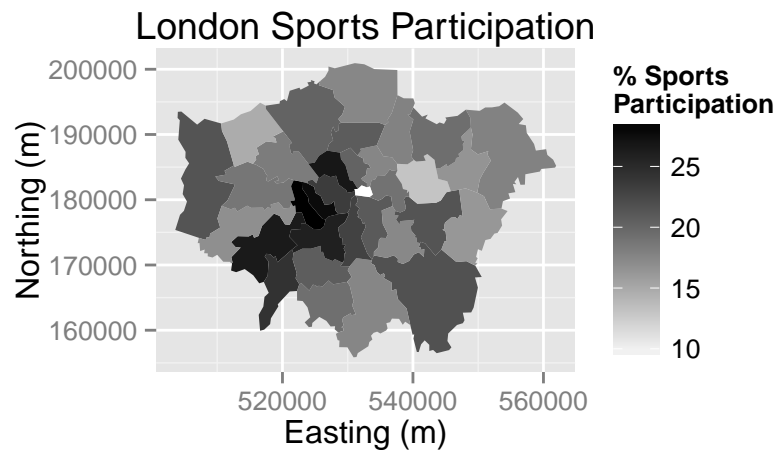 London Sports Participation
200000
190000
180000
170000
160000
Northing (m)
520000 540000 560000
Easting (m)
% Sports
Participation
25
20
15
10